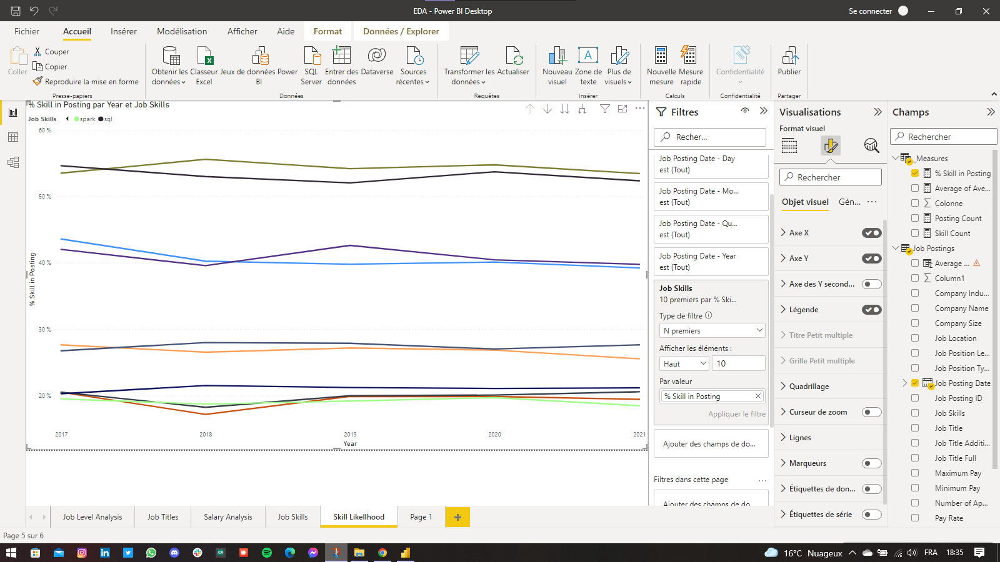 EDA - Power BI Desktop
Se connecter
Fichier
Accueil
Insérer
Modélisation
Afficher
Aide
Format
Données / Explorer
Coller
Couper
Copier
Reproduire la mise en forme
Presse-papiers
Obtenir les données
Classeur Excel
Jeux de données Power BI
SQL Server
Entrer des données
Dataverse
Sources récentes
Données
Transformer les données
Actualiser
Requêtes
Nouveau visuel
Zone de texte
Plus de visuels
Insérer
Nouvelle mesure
Mesure rapide
Calculs
Confidentialité
Confidentialité
Publier
Partager
% Skill in Posting par Year et Job Skills
Job Skills
spark
sql
60 %
50 %
40 %
30 %
20 %
% Skill in Posting
2017
2018
2019
2020
2021
Year
Filtres
Recher...
Job Posting Date - Day
est (Tout)
Job Posting Date - Mo...
est (Tout)
Job Posting Date - Qu...
est (Tout)
Job Posting Date - Year
est (Tout)
Job Skills
10 premiers par % Ski...
Type de filtre
N premiers
Afficher les éléments :
Haut
10
Par valeur
% Skill in Posting
Appliquer le filtre
Ajouter des champs de do...
Filtres dans cette page
...
Ajouter des champs de do
Visualisations
Format visuel
Rechercher
Objet visuel
Gén...
Axe X
Axe Y
Axe des Y second...
Légende
Titre Petit multiple
Grille Petit multiple
Quadrillage
Curseur de zoom
Lignes
Marqueurs
Étiquettes de don...
Étiquettes de série
Champs
Rechercher
_Measures
% Skill in Posting
Average of Ave...
Colonne
Posting Count
Skill Count
Job Postings
Average ...
Column1
Company Indu...
Company Name
Company Size
Job Location
Job Position Le...
Job Position Ty...
Job Posting Date
Job Posting ID
Job Skills
Job Title
Job Title Additi...
Job Title Full
Maximum Pay
Minimum Pay
Number of Ap...
Pay Rate
Job Level Analysis
Job Titles
Salary Analysis
Job Skills
Skill Likelihood
Page 1
Page 5 sur 6
16°C Nuageux
FRA
18:35